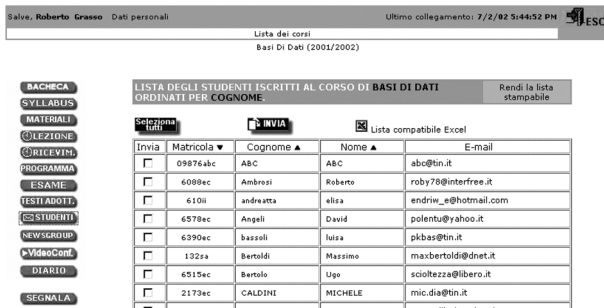 Salve, Roberto Grasso Dati personali
Ultimo collegamento: 7/2/02 5:44:52 PM
ESC
Lista dei corsi
Basi Di Dati (2001/2002)
BACHECA
SYLLABUS
MATERIALI
LEZIONE
RICEVIM.
PROGRAMMA
ESAME
TESTI ADOTT.
STUDENTI
NEWSGROUP
VideoConf.
DIARIO
SEGNALA
LISTA DEGLI STUDENTI ISCRITTI AL CORSO DI BASI DI DATI
ORDINATI PER COGNOME.
Rendi la lista
stampabile
Seleziona
tutti
INVIA
Lista compatibile Excel
Invia Matricola ▼ Cognome ▲ Nome ▲ E-mail
09876abc ABC ABC abc@tin.it
6088ec Ambrosi Roberto roby78@interfree.it
610ii andreatta elisa endriw_e@hotmail.com
6578ec Angeli David polentu@yahoo.it
6390ec bassoli luisa pkbas@tin.it
132sa Bertoldi Massimo maxbertoldi@dnet.it
6515ec Bertolo Ugo scioltezza@libero.it
2173ec CALDINI MICHELE mic.dia@tin.it